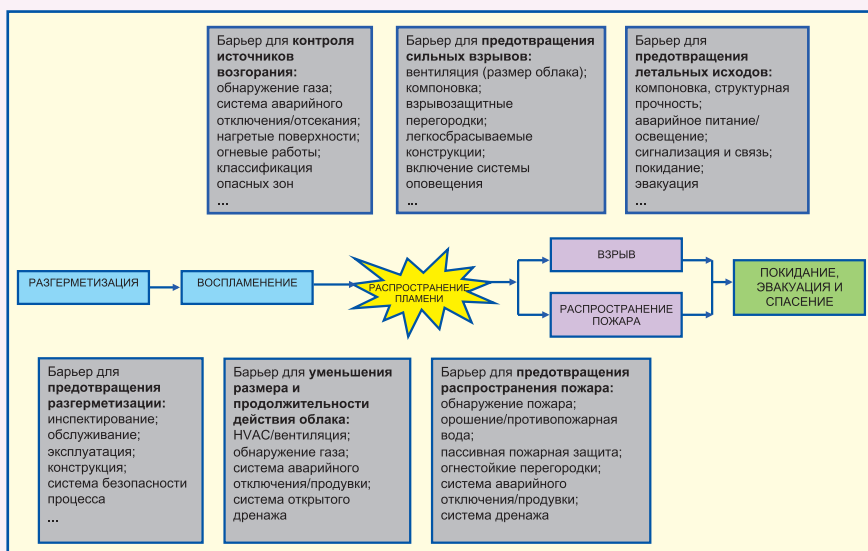 Барьер для контроля
источников
возгорания:
обнаружение газа;
система аварийного
отключения/отсекания;
нагретые поверхности;
огневые работы;
классификация
опасных зон
...
Барьер для предотвращения
сильных взрывов:
вентиляция (размер облака);
компоновка;
взрывозащитные
перегородки;
легкосбрасываемые
конструкции;
включение системы
оповещения
...
Барьер для
предотвращения
летальных исходов:
компоновка, структурная
прочность;
аварийное питание/
освещение;
сигнализация и связь;
покидание;
эвакуация
...
РАЗГЕРМЕТИЗАЦИЯ
ВОСПЛАМЕНЕНИЕ
РАСПРОСТРАНЕНИЕ
ПЛАМЕНИ
ВЗРЫВ
РАСПРОСТРАНЕНИЕ
ПОЖАРА
ПОКИДАНИЕ,
ЭВАКУАЦИЯ И
СПАСЕНИЕ
Барьер для
предотвращения
разгерметизации:
инспектирование;
обслуживание;
эксплуатация;
конструкция;
система безопасности
процесса
...
Барьер для уменьшения
размера и
продолжительности
действия облака:
HVAC/вентиляция;
обнаружение газа;
система аварийного
отключения/продувки;
система открытого
дренажа
Барьер для предотвращения
распространения пожара:
обнаружение пожара;
орошение/противопожарная
вода;
пассивная пожарная защита;
огнестойкие перегородки;
система аварийного
отключения/продувки;
система дренажа